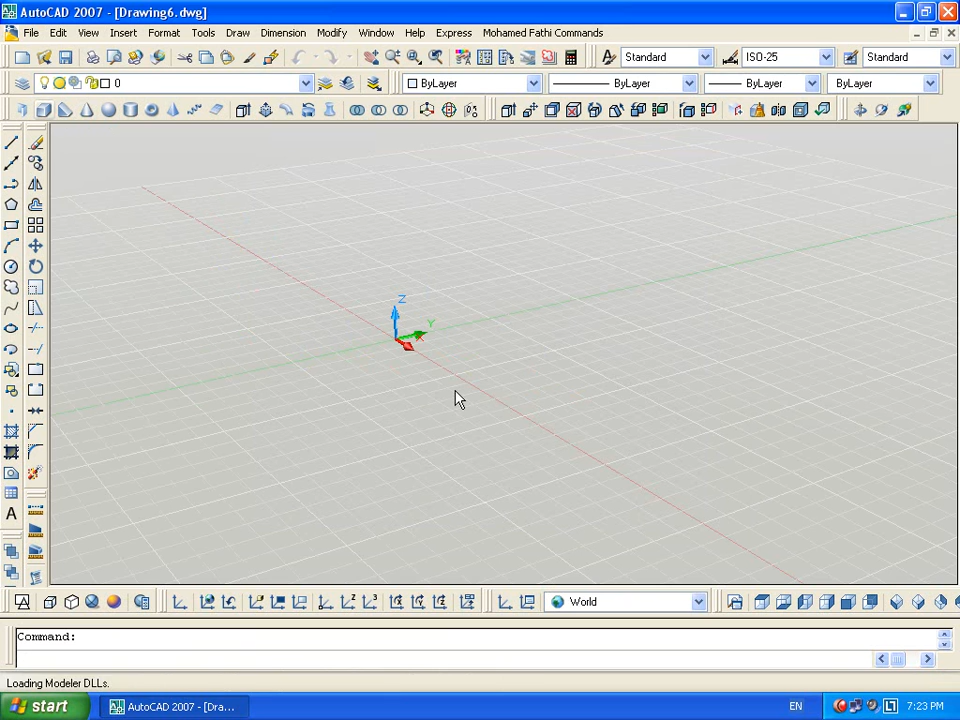 AutoCAD 2007 - [Drawing6.dwg]
File Edit View Insert Format Tools Draw Dimension Modify Window Help Express Mohamed Fathi Commands
Standard ISO-25 Standard
0 ByLayer ByLayer ByLayer ByLayer
Z
Y
A
World
Command:
Loading Modeler DLLs.
start AutoCAD 2007 - [Dra... EN 7:23 PM